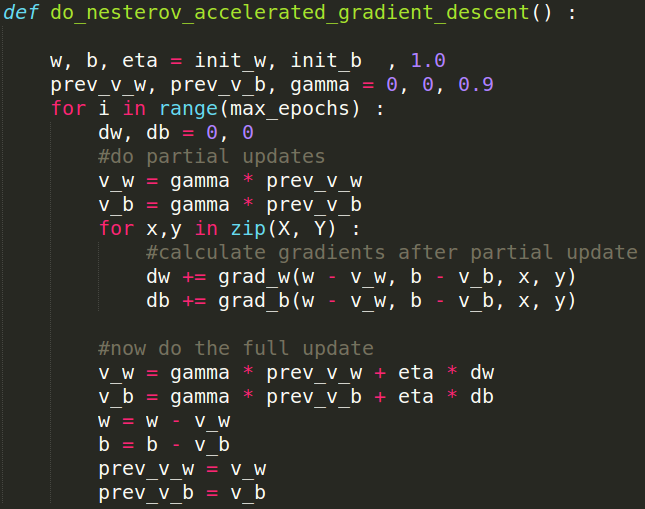 def do_nesterov_accelerated_gradient_descent() :
w, b, eta = init_w, init_b  , 1.0
prev_v_w, prev_v_b, gamma = 0, 0, 0.9
for i in range(max_epochs) :
dw, db = 0, 0
#do partial updates
v_w = gamma * prev_v_w
v_b = gamma * prev_v_b
for x,y in zip(X, Y) :
#calculate gradients after partial update
dw += grad_w(w - v_w, b - v_b, x, y)
db += grad_b(w - v_w, b - v_b, x, y)
#now do the full update
v_w = gamma * prev_v_w + eta * dw
v_b = gamma * prev_v_b + eta * db
w = w - v_w
b = b - v_b
prev_v_w = v_w
prev_v_b = v_b